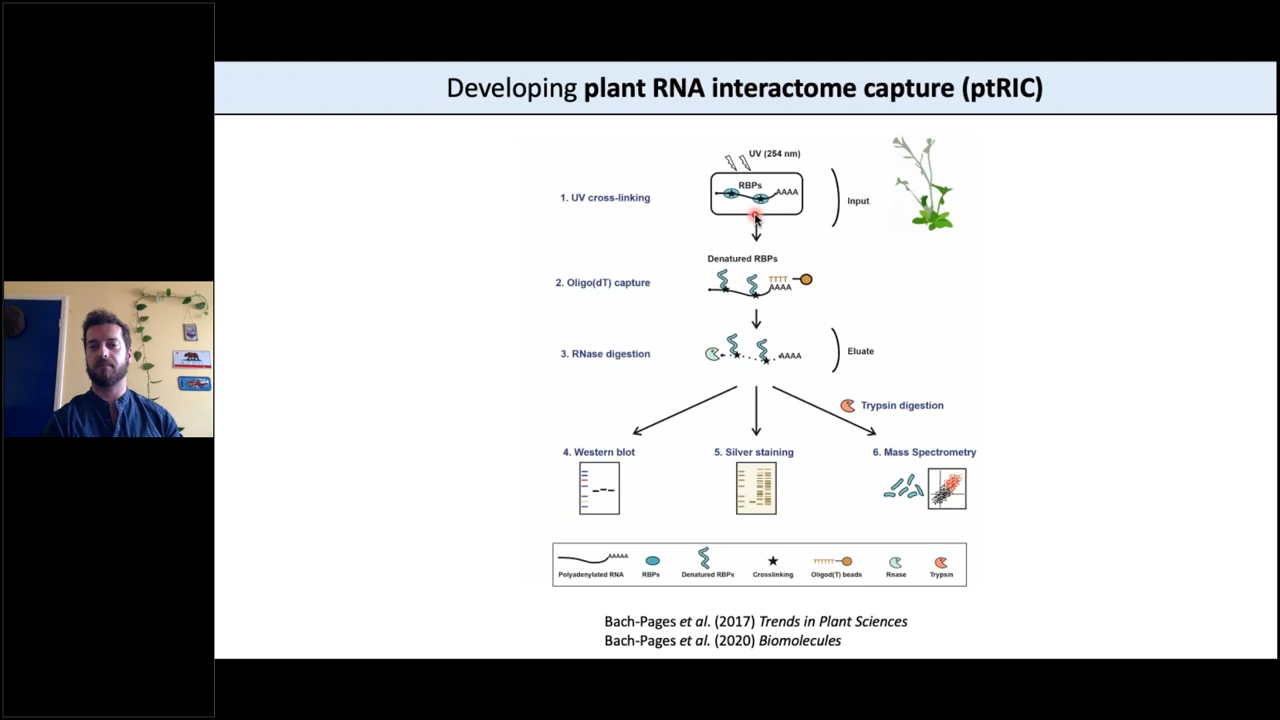 Developing plant RNA interactome capture (ptRIC)
UV (254 nm)
1. UV cross-linking
RBPs
AAAA
Input
Denatured RBPs
2. Oligo(dT) capture
TTTT
AAAA
3. RNase digestion
AAAA
Eluate
Trypsin digestion
4. Western blot
5. Silver staining
6. Mass Spectrometry
AAAAA
TTTTTT
Polyadenylated RNA
RBPs
Denatured RBPs
Crosslinking
Oligod(T) beads
Rnase
Trypsin
Bach-Pages et al. (2017) Trends in Plant Sciences
Bach-Pages et al. (2020) Biomolecules